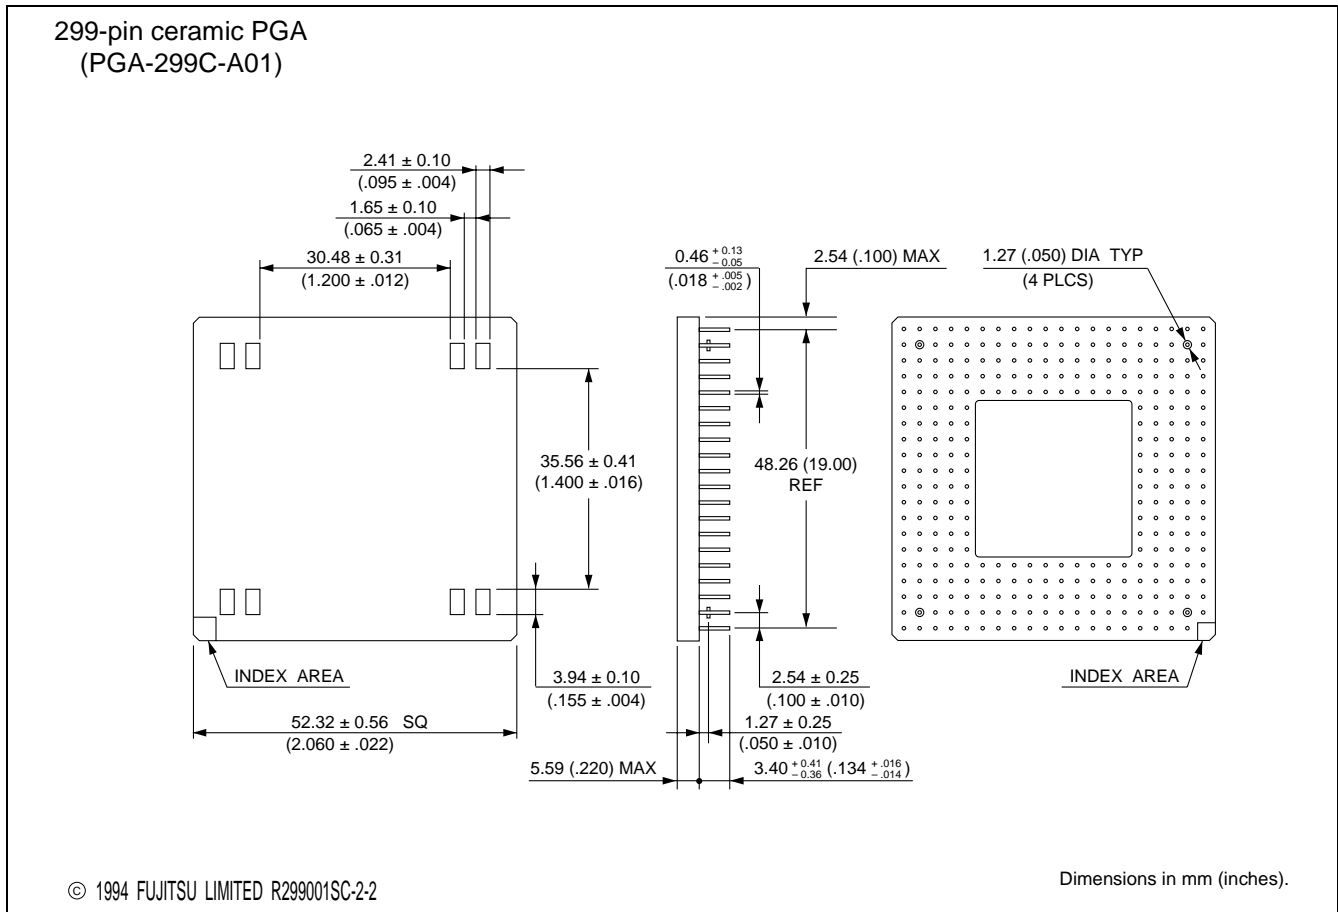 299-pin ceramic PGA
(PGA-299C-A01)
2.41 ± 0.10
(.095 ± .004)
1.65 ± 0.10
(.065 ± .004)
30.48 ± 0.31
(1.200 ± .012)
0.46 +0.13 −0.05
(.018 +.005 −.002)
2.54 (.100) MAX
1.27 (.050) DIA TYP
(4 PLCS)
35.56 ± 0.41
(1.400 ± .016)
48.26 (19.00)
REF
INDEX AREA
3.94 ± 0.10
(.155 ± .004)
2.54 ± 0.25
(.100 ± .010)
INDEX AREA
52.32 ± 0.56 SQ
(2.060 ± .022)
1.27 ± 0.25
(.050 ± .010)
5.59 (.220) MAX
3.40 +0.41 −0.36 (.134 +.016 −.014)
© 1994 FUJITSU LIMITED R299001SC-2-2
Dimensions in mm (inches).